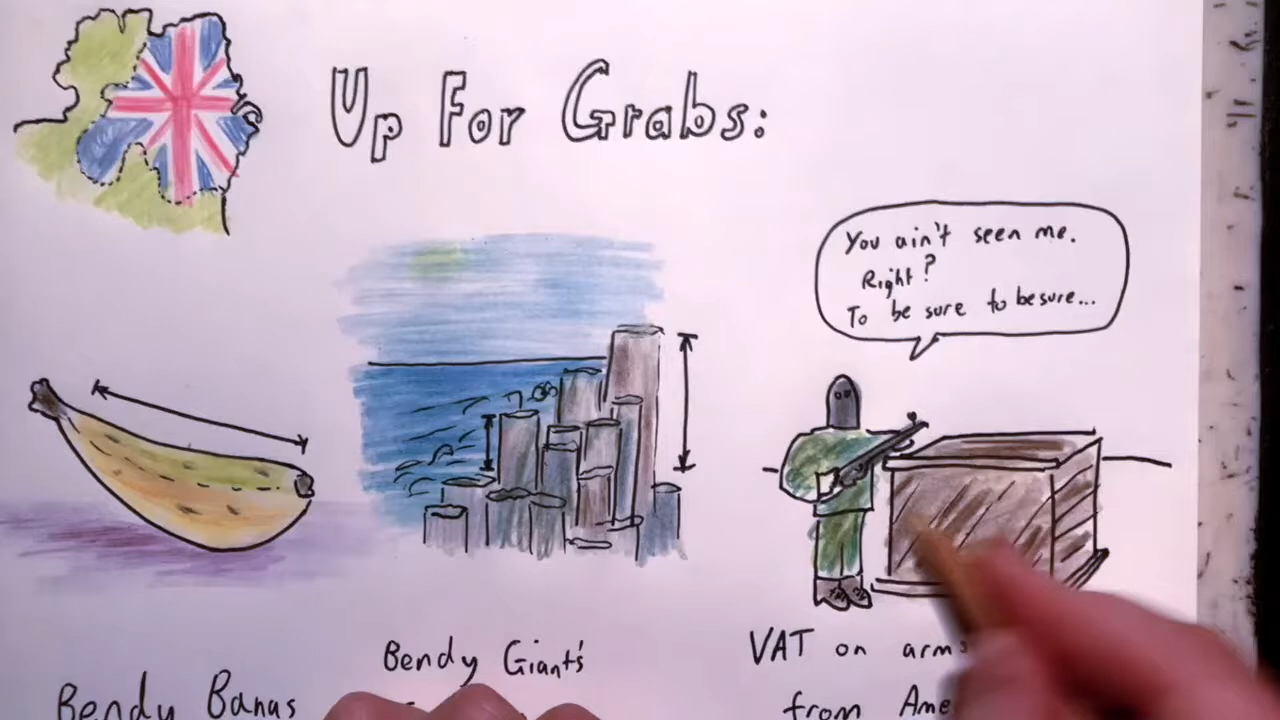 Up For Grabs:
You ain't seen me.
Right?
To be sure to be sure...
Bendy Banas
Bendy Giant's
VAT on arms
from Ame